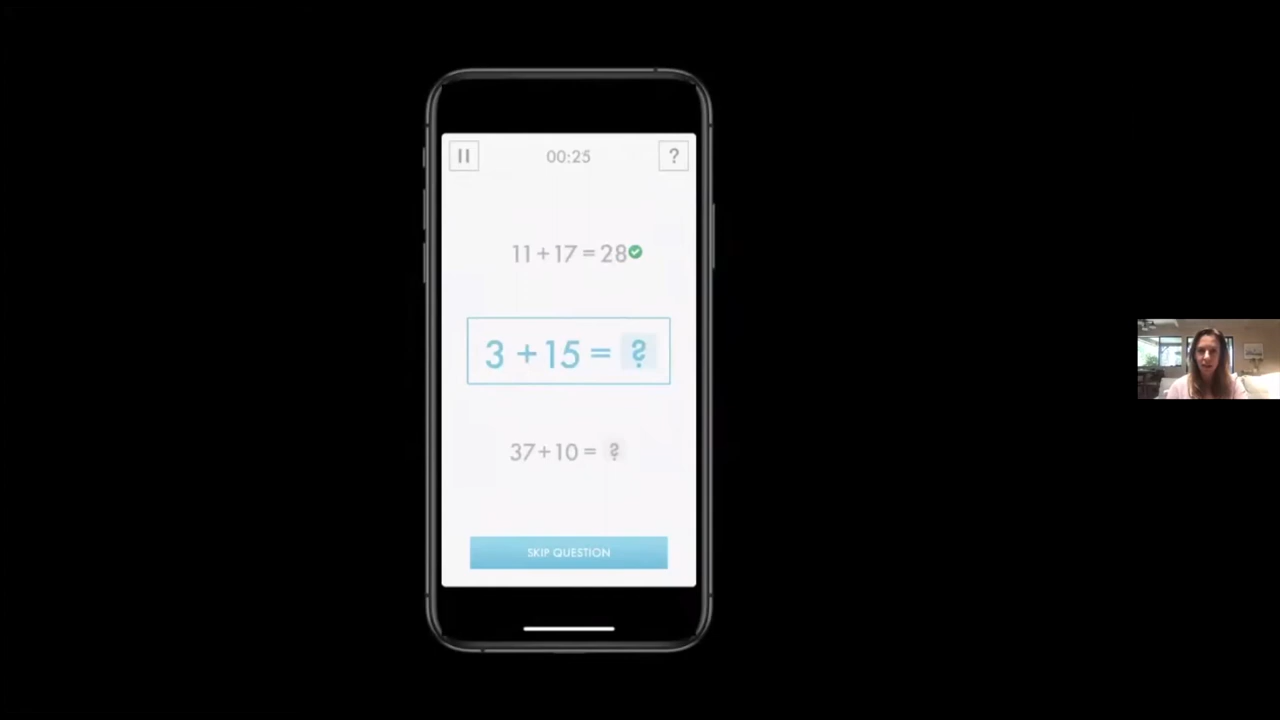 00:25 ?
11 + 17 = 28
3 + 15 = ?
37 + 10 = ?
SKIP QUESTION